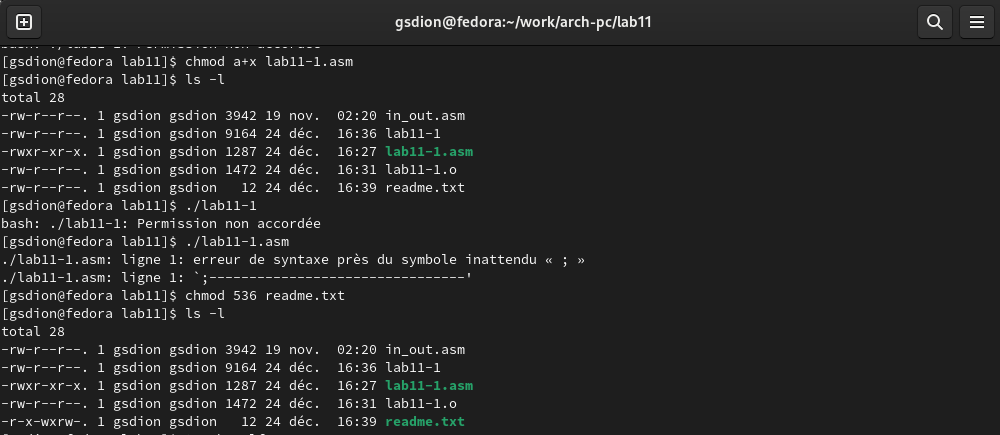 gsdion@fedora:~/work/arch-pc/lab11
bash: ./lab11-1: Permission non accordée
[gsdion@fedora lab11]$ chmod a+x lab11-1.asm
[gsdion@fedora lab11]$ ls -l
total 28
-rw-r--r--. 1 gsdion gsdion 3942 19 nov.  02:20 in_out.asm
-rw-r--r--. 1 gsdion gsdion 9164 24 déc.  16:36 lab11-1
-rwxr-xr-x. 1 gsdion gsdion 1287 24 déc.  16:27 lab11-1.asm
-rw-r--r--. 1 gsdion gsdion 1472 24 déc.  16:31 lab11-1.o
-rw-r--r--. 1 gsdion gsdion   12 24 déc.  16:39 readme.txt
[gsdion@fedora lab11]$ ./lab11-1
bash: ./lab11-1: Permission non accordée
[gsdion@fedora lab11]$ ./lab11-1.asm
./lab11-1.asm: ligne 1: erreur de syntaxe près du symbole inattendu « ; »
./lab11-1.asm: ligne 1: `;--------------------------------'
[gsdion@fedora lab11]$ chmod 536 readme.txt
[gsdion@fedora lab11]$ ls -l
total 28
-rw-r--r--. 1 gsdion gsdion 3942 19 nov.  02:20 in_out.asm
-rw-r--r--. 1 gsdion gsdion 9164 24 déc.  16:36 lab11-1
-rwxr-xr-x. 1 gsdion gsdion 1287 24 déc.  16:27 lab11-1.asm
-rw-r--r--. 1 gsdion gsdion 1472 24 déc.  16:31 lab11-1.o
-r-x-wxrw-. 1 gsdion gsdion   12 24 déc.  16:39 readme.txt